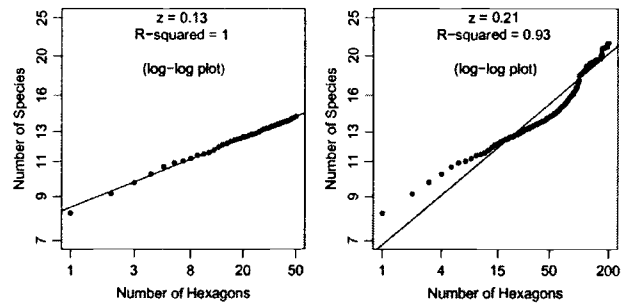 z = 0.13
R-squared = 1
(log-log plot)
Number of Species
25
20
16
13
11
9
7
1
3
8
20
50
Number of Hexagons
z = 0.21
R-squared = 0.93
(log-log plot)
Number of Species
25
20
16
13
11
9
7
1
4
15
50
200
Number of Hexagons